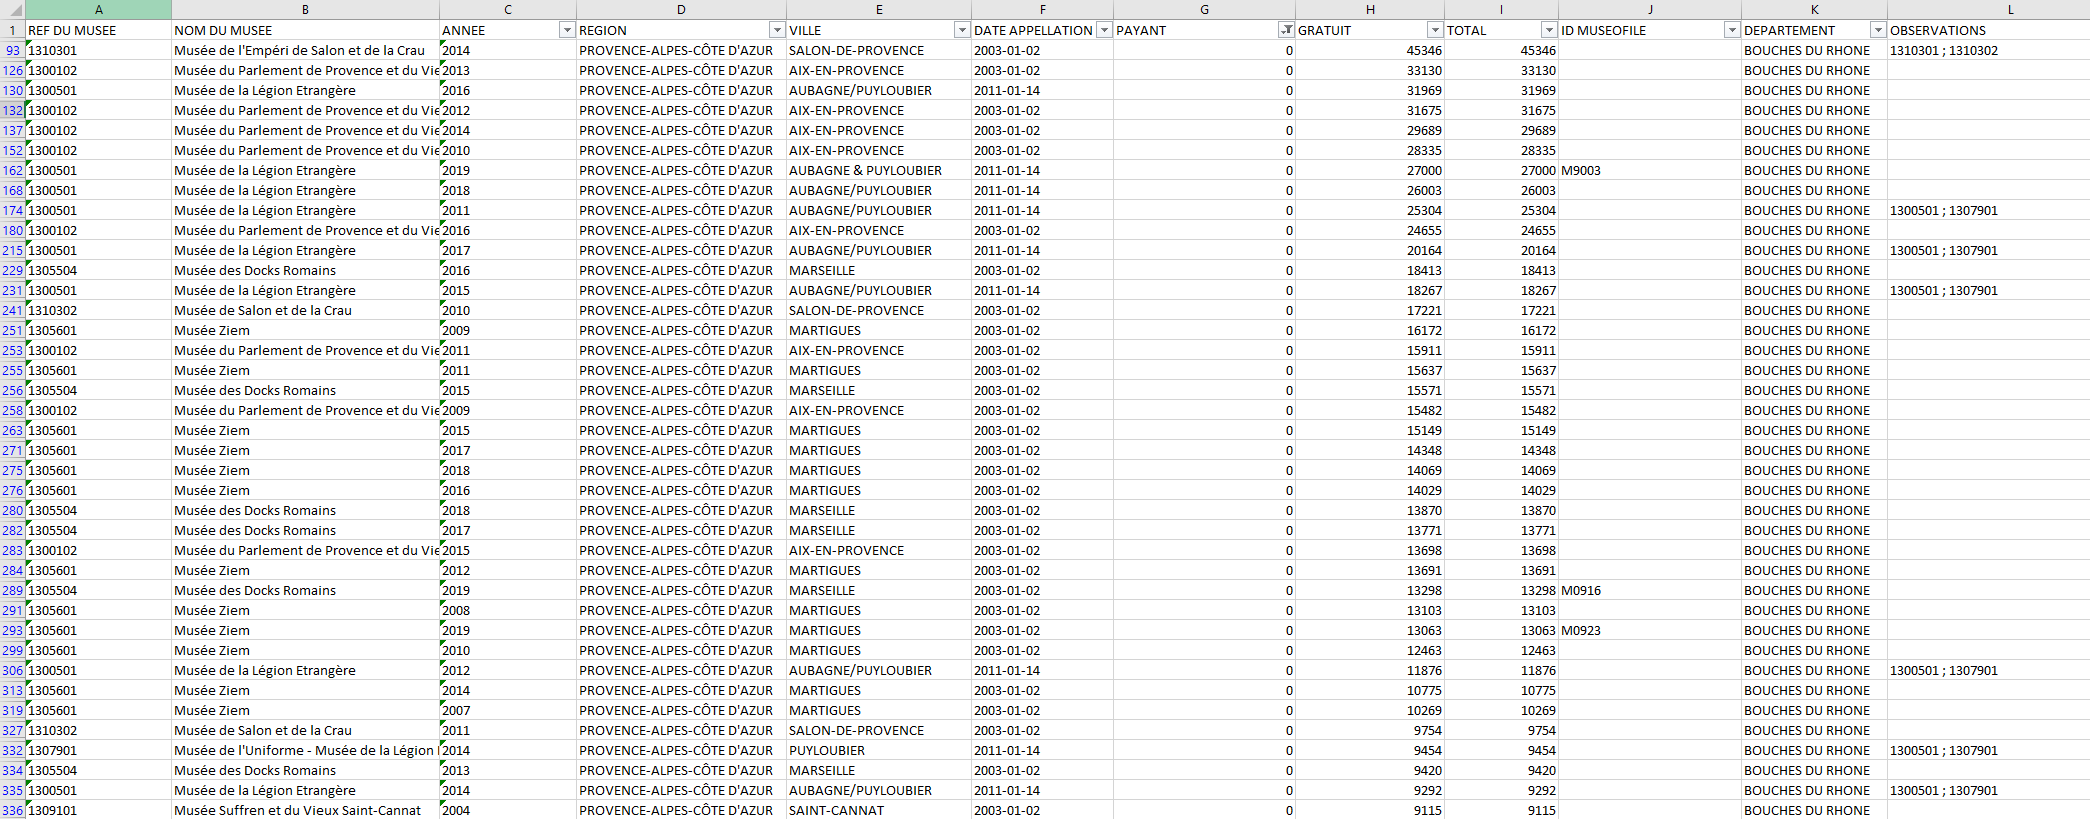 A B C D E F G H I J K L
1 REF DU MUSEE NOM DU MUSEE ANNEE REGION VILLE DATE APPELLATION PAYANT GRATUIT TOTAL ID MUSEOFILE DEPARTEMENT OBSERVATIONS
93 1310301 Musée de l'Empéri de Salon et de la Crau 2014 PROVENCE-ALPES-CÔTE D'AZUR SALON-DE-PROVENCE 2003-01-02 0 45346 45346 BOUCHES DU RHONE 1310301 ; 1310302
126 1300102 Musée du Parlement de Provence et du Vie 2013 PROVENCE-ALPES-CÔTE D'AZUR AIX-EN-PROVENCE 2003-01-02 0 33130 33130 BOUCHES DU RHONE
130 1300501 Musée de la Légion Etrangère 2016 PROVENCE-ALPES-CÔTE D'AZUR AUBAGNE/PUYLOUBIER 2011-01-14 0 31969 31969 BOUCHES DU RHONE
132 1300102 Musée du Parlement de Provence et du Vie 2012 PROVENCE-ALPES-CÔTE D'AZUR AIX-EN-PROVENCE 2003-01-02 0 31675 31675 BOUCHES DU RHONE
137 1300102 Musée du Parlement de Provence et du Vie 2014 PROVENCE-ALPES-CÔTE D'AZUR AIX-EN-PROVENCE 2003-01-02 0 29689 29689 BOUCHES DU RHONE
152 1300102 Musée du Parlement de Provence et du Vie 2010 PROVENCE-ALPES-CÔTE D'AZUR AIX-EN-PROVENCE 2003-01-02 0 28335 28335 BOUCHES DU RHONE
162 1300501 Musée de la Légion Etrangère 2019 PROVENCE-ALPES-CÔTE D'AZUR AUBAGNE & PUYLOUBIER 2011-01-14 0 27000 27000 M9003 BOUCHES DU RHONE
168 1300501 Musée de la Légion Etrangère 2018 PROVENCE-ALPES-CÔTE D'AZUR AUBAGNE/PUYLOUBIER 2011-01-14 0 26003 26003 BOUCHES DU RHONE
174 1300501 Musée de la Légion Etrangère 2011 PROVENCE-ALPES-CÔTE D'AZUR AUBAGNE/PUYLOUBIER 2011-01-14 0 25304 25304 BOUCHES DU RHONE 1300501 ; 1307901
180 1300102 Musée du Parlement de Provence et du Vie 2016 PROVENCE-ALPES-CÔTE D'AZUR AIX-EN-PROVENCE 2003-01-02 0 24655 24655 BOUCHES DU RHONE
215 1300501 Musée de la Légion Etrangère 2017 PROVENCE-ALPES-CÔTE D'AZUR AUBAGNE/PUYLOUBIER 2011-01-14 0 20164 20164 BOUCHES DU RHONE 1300501 ; 1307901
229 1305504 Musée des Docks Romains 2016 PROVENCE-ALPES-CÔTE D'AZUR MARSEILLE 2003-01-02 0 18413 18413 BOUCHES DU RHONE
231 1300501 Musée de la Légion Etrangère 2015 PROVENCE-ALPES-CÔTE D'AZUR AUBAGNE/PUYLOUBIER 2011-01-14 0 18267 18267 BOUCHES DU RHONE 1300501 ; 1307901
241 1310302 Musée de Salon et de la Crau 2010 PROVENCE-ALPES-CÔTE D'AZUR SALON-DE-PROVENCE 2003-01-02 0 17221 17221 BOUCHES DU RHONE
251 1305601 Musée Ziem 2009 PROVENCE-ALPES-CÔTE D'AZUR MARTIGUES 2003-01-02 0 16172 16172 BOUCHES DU RHONE
253 1300102 Musée du Parlement de Provence et du Vie 2011 PROVENCE-ALPES-CÔTE D'AZUR AIX-EN-PROVENCE 2003-01-02 0 15911 15911 BOUCHES DU RHONE
255 1305601 Musée Ziem 2011 PROVENCE-ALPES-CÔTE D'AZUR MARTIGUES 2003-01-02 0 15637 15637 BOUCHES DU RHONE
256 1305504 Musée des Docks Romains 2015 PROVENCE-ALPES-CÔTE D'AZUR MARSEILLE 2003-01-02 0 15571 15571 BOUCHES DU RHONE
258 1300102 Musée du Parlement de Provence et du Vie 2009 PROVENCE-ALPES-CÔTE D'AZUR AIX-EN-PROVENCE 2003-01-02 0 15482 15482 BOUCHES DU RHONE
263 1305601 Musée Ziem 2015 PROVENCE-ALPES-CÔTE D'AZUR MARTIGUES 2003-01-02 0 15149 15149 BOUCHES DU RHONE
271 1305601 Musée Ziem 2017 PROVENCE-ALPES-CÔTE D'AZUR MARTIGUES 2003-01-02 0 14348 14348 BOUCHES DU RHONE
275 1305601 Musée Ziem 2018 PROVENCE-ALPES-CÔTE D'AZUR MARTIGUES 2003-01-02 0 14069 14069 BOUCHES DU RHONE
276 1305601 Musée Ziem 2016 PROVENCE-ALPES-CÔTE D'AZUR MARTIGUES 2003-01-02 0 14029 14029 BOUCHES DU RHONE
280 1305504 Musée des Docks Romains 2018 PROVENCE-ALPES-CÔTE D'AZUR MARSEILLE 2003-01-02 0 13870 13870 BOUCHES DU RHONE
282 1305504 Musée des Docks Romains 2017 PROVENCE-ALPES-CÔTE D'AZUR MARSEILLE 2003-01-02 0 13771 13771 BOUCHES DU RHONE
283 1300102 Musée du Parlement de Provence et du Vie 2015 PROVENCE-ALPES-CÔTE D'AZUR AIX-EN-PROVENCE 2003-01-02 0 13698 13698 BOUCHES DU RHONE
284 1305601 Musée Ziem 2012 PROVENCE-ALPES-CÔTE D'AZUR MARTIGUES 2003-01-02 0 13691 13691 BOUCHES DU RHONE
289 1305504 Musée des Docks Romains 2019 PROVENCE-ALPES-CÔTE D'AZUR MARSEILLE 2003-01-02 0 13298 13298 M0916 BOUCHES DU RHONE
291 1305601 Musée Ziem 2008 PROVENCE-ALPES-CÔTE D'AZUR MARTIGUES 2003-01-02 0 13103 13103 BOUCHES DU RHONE
293 1305601 Musée Ziem 2019 PROVENCE-ALPES-CÔTE D'AZUR MARTIGUES 2003-01-02 0 13063 13063 M0923 BOUCHES DU RHONE
299 1305601 Musée Ziem 2010 PROVENCE-ALPES-CÔTE D'AZUR MARTIGUES 2003-01-02 0 12463 12463 BOUCHES DU RHONE
306 1300501 Musée de la Légion Etrangère 2012 PROVENCE-ALPES-CÔTE D'AZUR AUBAGNE/PUYLOUBIER 2011-01-14 0 11876 11876 BOUCHES DU RHONE 1300501 ; 1307901
313 1305601 Musée Ziem 2014 PROVENCE-ALPES-CÔTE D'AZUR MARTIGUES 2003-01-02 0 10775 10775 BOUCHES DU RHONE
319 1305601 Musée Ziem 2007 PROVENCE-ALPES-CÔTE D'AZUR MARTIGUES 2003-01-02 0 10269 10269 BOUCHES DU RHONE
327 1310302 Musée de Salon et de la Crau 2011 PROVENCE-ALPES-CÔTE D'AZUR SALON-DE-PROVENCE 2003-01-02 0 9754 9754 BOUCHES DU RHONE
332 1307901 Musée de l'Uniforme - Musée de la Légion 2014 PROVENCE-ALPES-CÔTE D'AZUR PUYLOUBIER 2011-01-14 0 9454 9454 BOUCHES DU RHONE 1300501 ; 1307901
334 1305504 Musée des Docks Romains 2013 PROVENCE-ALPES-CÔTE D'AZUR MARSEILLE 2003-01-02 0 9420 9420 BOUCHES DU RHONE
335 1300501 Musée de la Légion Etrangère 2014 PROVENCE-ALPES-CÔTE D'AZUR AUBAGNE/PUYLOUBIER 2011-01-14 0 9292 9292 BOUCHES DU RHONE 1300501 ; 1307901
336 1309101 Musée Suffren et du Vieux Saint-Cannat 2004 PROVENCE-ALPES-CÔTE D'AZUR SAINT-CANNAT 2003-01-02 0 9115 9115 BOUCHES DU RHONE